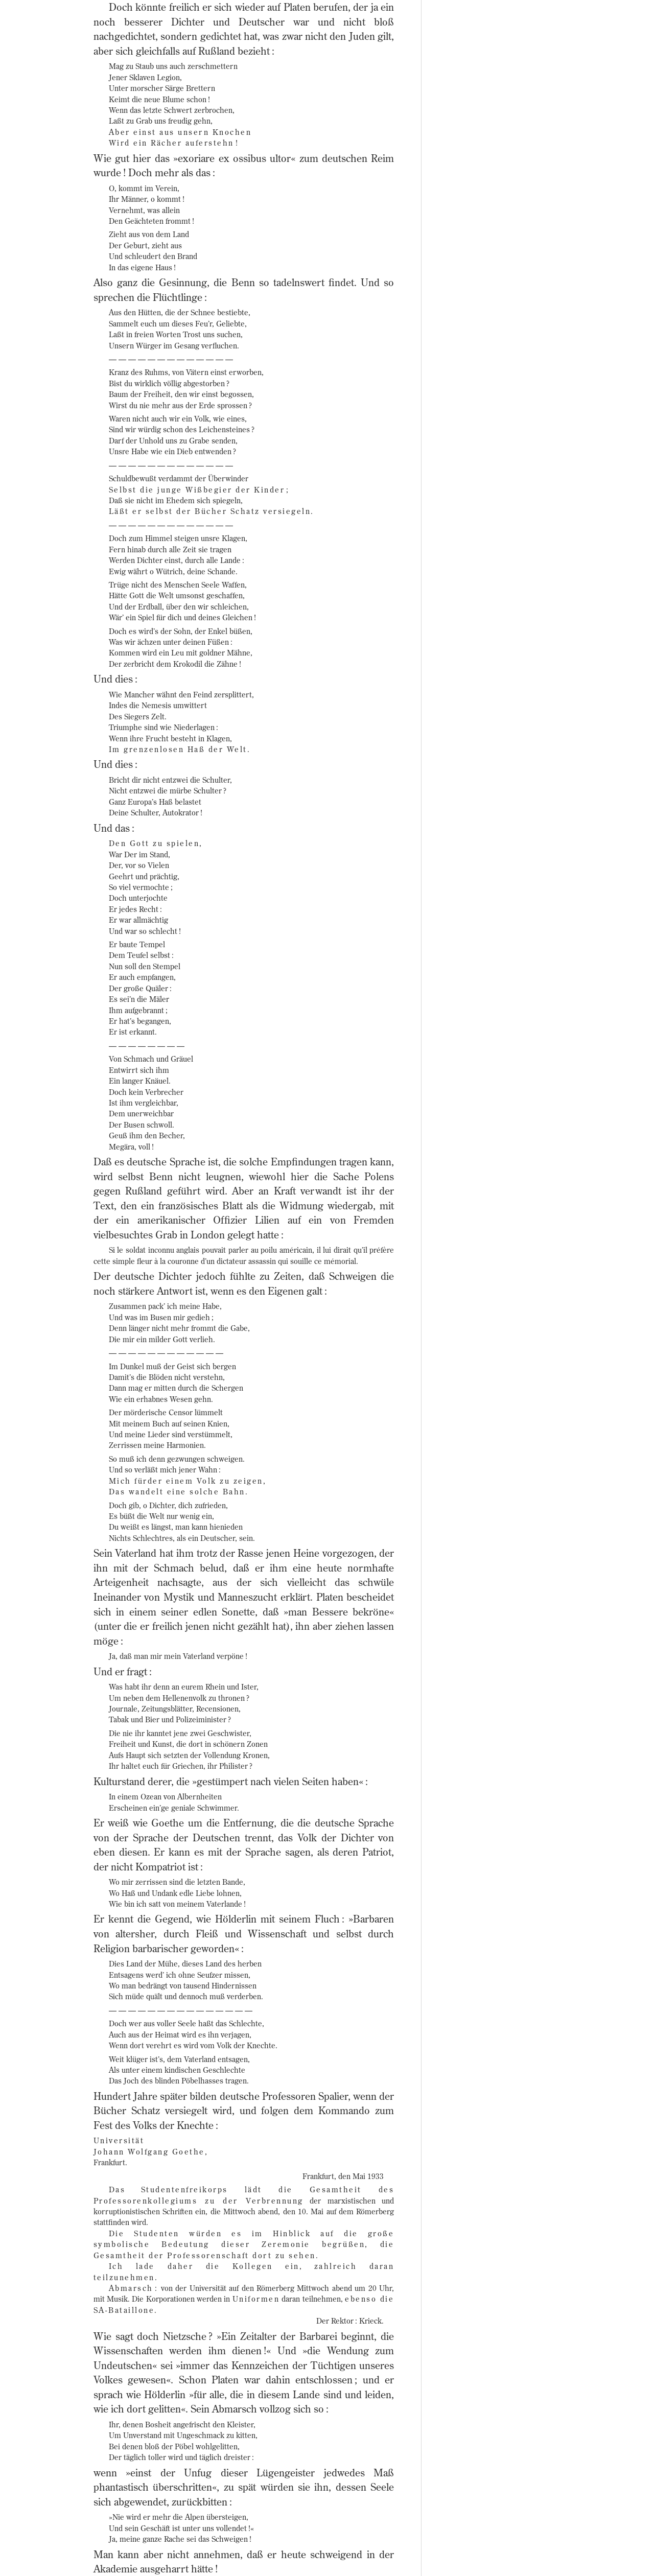 Doch könnte freilich er sich wieder auf Platen berufen, der ja ein
noch besserer Dichter und Deutscher war und nicht bloß
nachgedichtet, sondern gedichtet hat, was zwar nicht den Juden gilt,
aber sich gleichfalls auf Rußland bezieht :
Mag zu Staub uns auch zerschmettern
Jener Sklaven Legion,
Unter morscher Särge Brettern
Keimt die neue Blume schon !
Wenn das letzte Schwert zerbrochen,
Laßt zu Grab uns freudig gehn,
Aber einst aus unsern Knochen
Wird ein Rächer auferstehn !
Wie gut hier das »exoriare ex ossibus ultor« zum deutschen Reim
wurde ! Doch mehr als das :
O, kommt im Verein,
Ihr Männer, o kommt !
Vernehmt, was allein
Den Geächteten frommt !
Zieht aus von dem Land
Der Geburt, zieht aus
Und schleudert den Brand
In das eigene Haus !
Also ganz die Gesinnung, die Benn so tadelnswert findet. Und so
sprechen die Flüchtlinge :
Aus den Hütten, die der Schnee bestiebte,
Sammelt euch um dieses Feu'r, Geliebte,
Laßt in freien Worten Trost uns suchen,
Unsern Würger im Gesang verfluchen.
— — — — — — — — — — — — —
Kranz des Ruhms, von Vätern einst erworben,
Bist du wirklich völlig abgestorben ?
Baum der Freiheit, den wir einst begossen,
Wirst du nie mehr aus der Erde sprossen ?
Waren nicht auch wir ein Volk, wie eines,
Sind wir würdig schon des Leichensteines ?
Darf der Unhold uns zu Grabe senden,
Unsre Habe wie ein Dieb entwenden ?
— — — — — — — — — — — — —
Schuldbewußt verdammt der Überwinder
Selbst die junge Wißbegier der Kinder ;
Daß sie nicht im Ehedem sich spiegeln,
Läßt er selbst der Bücher Schatz versiegeln.
— — — — — — — — — — — — —
Doch zum Himmel steigen unsre Klagen,
Fern hinab durch alle Zeit sie tragen
Werden Dichter einst, durch alle Lande :
Ewig währt o Wütrich, deine Schande.
Trüge nicht des Menschen Seele Waffen,
Hätte Gott die Welt umsonst geschaffen,
Und der Erdball, über den wir schleichen,
Wär' ein Spiel für dich und deines Gleichen !
Doch es wird's der Sohn, der Enkel büßen,
Was wir ächzen unter deinen Füßen :
Kommen wird ein Leu mit goldner Mähne,
Der zerbricht dem Krokodil die Zähne !
Und dies :
Wie Mancher wähnt den Feind zersplittert,
Indes die Nemesis umwittert
Des Siegers Zelt.
Triumphe sind wie Niederlagen :
Wenn ihre Frucht besteht in Klagen,
Im grenzenlosen Haß der Welt.
Und dies :
Bricht dir nicht entzwei die Schulter,
Nicht entzwei die mürbe Schulter ?
Ganz Europa's Haß belastet
Deine Schulter, Autokrator !
Und das :
Den Gott zu spielen,
War Der im Stand,
Der, vor so Vielen
Geehrt und prächtig,
So viel vermochte ;
Doch unterjochte
Er jedes Recht :
Er war allmächtig
Und war so schlecht !
Er baute Tempel
Dem Teufel selbst :
Nun soll den Stempel
Er auch empfangen,
Der große Quäler :
Es sei'n die Mäler
Ihm aufgebrannt ;
Er hat's begangen,
Er ist erkannt.
— — — — — — — —
Von Schmach und Gräuel
Entwirrt sich ihm
Ein langer Knäuel.
Doch kein Verbrecher
Ist ihm vergleichbar,
Dem unerweichbar
Der Busen schwoll.
Geuß ihm den Becher,
Megära, voll !
Daß es deutsche Sprache ist, die solche Empfindungen tragen kann,
wird selbst Benn nicht leugnen, wiewohl hier die Sache Polens
gegen Rußland geführt wird. Aber an Kraft verwandt ist ihr der
Text, den ein französisches Blatt als die Widmung wiedergab, mit
der ein amerikanischer Offizier Lilien auf ein von Fremden
vielbesuchtes Grab in London gelegt hatte :
Si le soldat inconnu anglais pouvait parler au poilu américain, il lui dirait qu'il préfére
cette simple fleur à la couronne d'un dictateur assassin qui souille ce mémorial.
Der deutsche Dichter jedoch fühlte zu Zeiten, daß Schweigen die
noch stärkere Antwort ist, wenn es den Eigenen galt :
Zusammen pack' ich meine Habe,
Und was im Busen mir gedieh ;
Denn länger nicht mehr frommt die Gabe,
Die mir ein milder Gott verlieh.
— — — — — — — — — — — —
Im Dunkel muß der Geist sich bergen
Damit's die Blöden nicht verstehn,
Dann mag er mitten durch die Schergen
Wie ein erhabnes Wesen gehn.
Der mörderische Censor lümmelt
Mit meinem Buch auf seinen Knien,
Und meine Lieder sind verstümmelt,
Zerrissen meine Harmonien.
So muß ich denn gezwungen schweigen.
Und so verläßt mich jener Wahn :
Mich fürder einem Volk zu zeigen,
Das wandelt eine solche Bahn.
Doch gib, o Dichter, dich zufrieden,
Es büßt die Welt nur wenig ein,
Du weißt es längst, man kann hienieden
Nichts Schlechtres, als ein Deutscher, sein.
Sein Vaterland hat ihm trotz der Rasse jenen Heine vorgezogen, der
ihn mit der Schmach belud, daß er ihm eine heute normhafte
Arteigenheit nachsagte, aus der sich vielleicht das schwüle
Ineinander von Mystik und Manneszucht erklärt. Platen bescheidet
sich in einem seiner edlen Sonette, daß »man Bessere bekröne«
(unter die er freilich jenen nicht gezählt hat), ihn aber ziehen lassen
möge :
Ja, daß man mir mein Vaterland verpöne !
Und er fragt :
Was habt ihr denn an eurem Rhein und Ister,
Um neben dem Hellenenvolk zu thronen ?
Journale, Zeitungsblätter, Recensionen,
Tabak und Bier und Polizeiminister ?
Die nie ihr kanntet jene zwei Geschwister,
Freiheit und Kunst, die dort in schönern Zonen
Aufs Haupt sich setzten der Vollendung Kronen,
Ihr haltet euch für Griechen, ihr Philister ?
Kulturstand derer, die »gestümpert nach vielen Seiten haben« :
In einem Ozean von Albernheiten
Erscheinen ein'ge geniale Schwimmer.
Er weiß wie Goethe um die Entfernung, die die deutsche Sprache
von der Sprache der Deutschen trennt, das Volk der Dichter von
eben diesen. Er kann es mit der Sprache sagen, als deren Patriot,
der nicht Kompatriot ist :
Wo mir zerrissen sind die letzten Bande,
Wo Haß und Undank edle Liebe lohnen,
Wie bin ich satt von meinem Vaterlande !
Er kennt die Gegend, wie Hölderlin mit seinem Fluch : »Barbaren
von altersher, durch Fleiß und Wissenschaft und selbst durch
Religion barbarischer geworden« :
Dies Land der Mühe, dieses Land des herben
Entsagens werd' ich ohne Seufzer missen,
Wo man bedrängt von tausend Hindernissen
Sich müde quält und dennoch muß verderben.
— — — — — — — — — — — — — — —
Doch wer aus voller Seele haßt das Schlechte,
Auch aus der Heimat wird es ihn verjagen,
Wenn dort verehrt es wird vom Volk der Knechte.
Weit klüger ist's, dem Vaterland entsagen,
Als unter einem kindischen Geschlechte
Das Joch des blinden Pöbelhasses tragen.
Hundert Jahre später bilden deutsche Professoren Spalier, wenn der
Bücher Schatz versiegelt wird, und folgen dem Kommando zum
Fest des Volks der Knechte :
Universität
Johann Wolfgang Goethe,
Frankfurt.
Frankfurt, den Mai 1933
Das Studentenfreikorps lädt die Gesamtheit des
Professorenkollegiums zu der Verbrennung der marxistischen und
korruptionistischen Schriften ein, die Mittwoch abend, den 10. Mai auf dem Römerberg
stattfinden wird.
Die Studenten würden es im Hinblick auf die große
symbolische Bedeutung dieser Zeremonie begrüßen, die
Gesamtheit der Professorenschaft dort zu sehen.
Ich lade daher die Kollegen ein, zahlreich daran
teilzunehmen.
Abmarsch : von der Universität auf den Römerberg Mittwoch abend um 20 Uhr,
mit Musik. Die Korporationen werden in Uniformen daran teilnehmen, ebenso die
SA-Bataillone.
Der Rektor : Krieck.
Wie sagt doch Nietzsche ? »Ein Zeitalter der Barbarei beginnt, die
Wissenschaften werden ihm dienen !« Und »die Wendung zum
Undeutschen« sei »immer das Kennzeichen der Tüchtigen unseres
Volkes gewesen«. Schon Platen war dahin entschlossen ; und er
sprach wie Hölderlin »für alle, die in diesem Lande sind und leiden,
wie ich dort gelitten«. Sein Abmarsch vollzog sich so :
Ihr, denen Bosheit angefrischt den Kleister,
Um Unverstand mit Ungeschmack zu kitten,
Bei denen bloß der Pöbel wohlgelitten,
Der täglich toller wird und täglich dreister :
wenn »einst der Unfug dieser Lügengeister jedwedes Maß
phantastisch überschritten«, zu spät würden sie ihn, dessen Seele
sich abgewendet, zurückbitten :
»Nie wird er mehr die Alpen übersteigen,
Und sein Geschäft ist unter uns vollendet !«
Ja, meine ganze Rache sei das Schweigen !
Man kann aber nicht annehmen, daß er heute schweigend in der
Akademie ausgeharrt hätte !